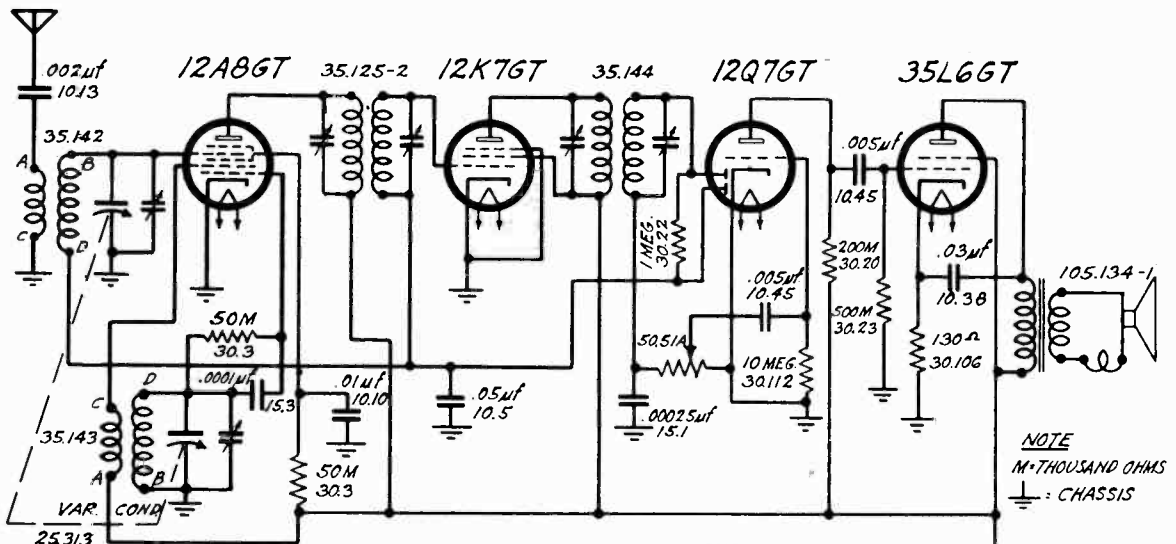 12A8GT
35.125-2
12K7GT
35.144
12Q7GT
35L6GT
.002µf
10.13
35.142
A
B
C
D
1 MEG.
30.22
.005µf
10.45
50.51A
10 MEG.
30.112
.005µf
10.45
200M
30.20
500M
30.23
.03µf
10.38
130Ω
30.106
105.134-1
50M
30.3
.0001µf
15.3
.01µf
10.10
.05µf
10.5
.00025µf
15.1
50M
30.3
C
D
35.143
A
B
VAR. COND.
25.313
NOTE
M=THOUSAND OHMS
= CHASSIS